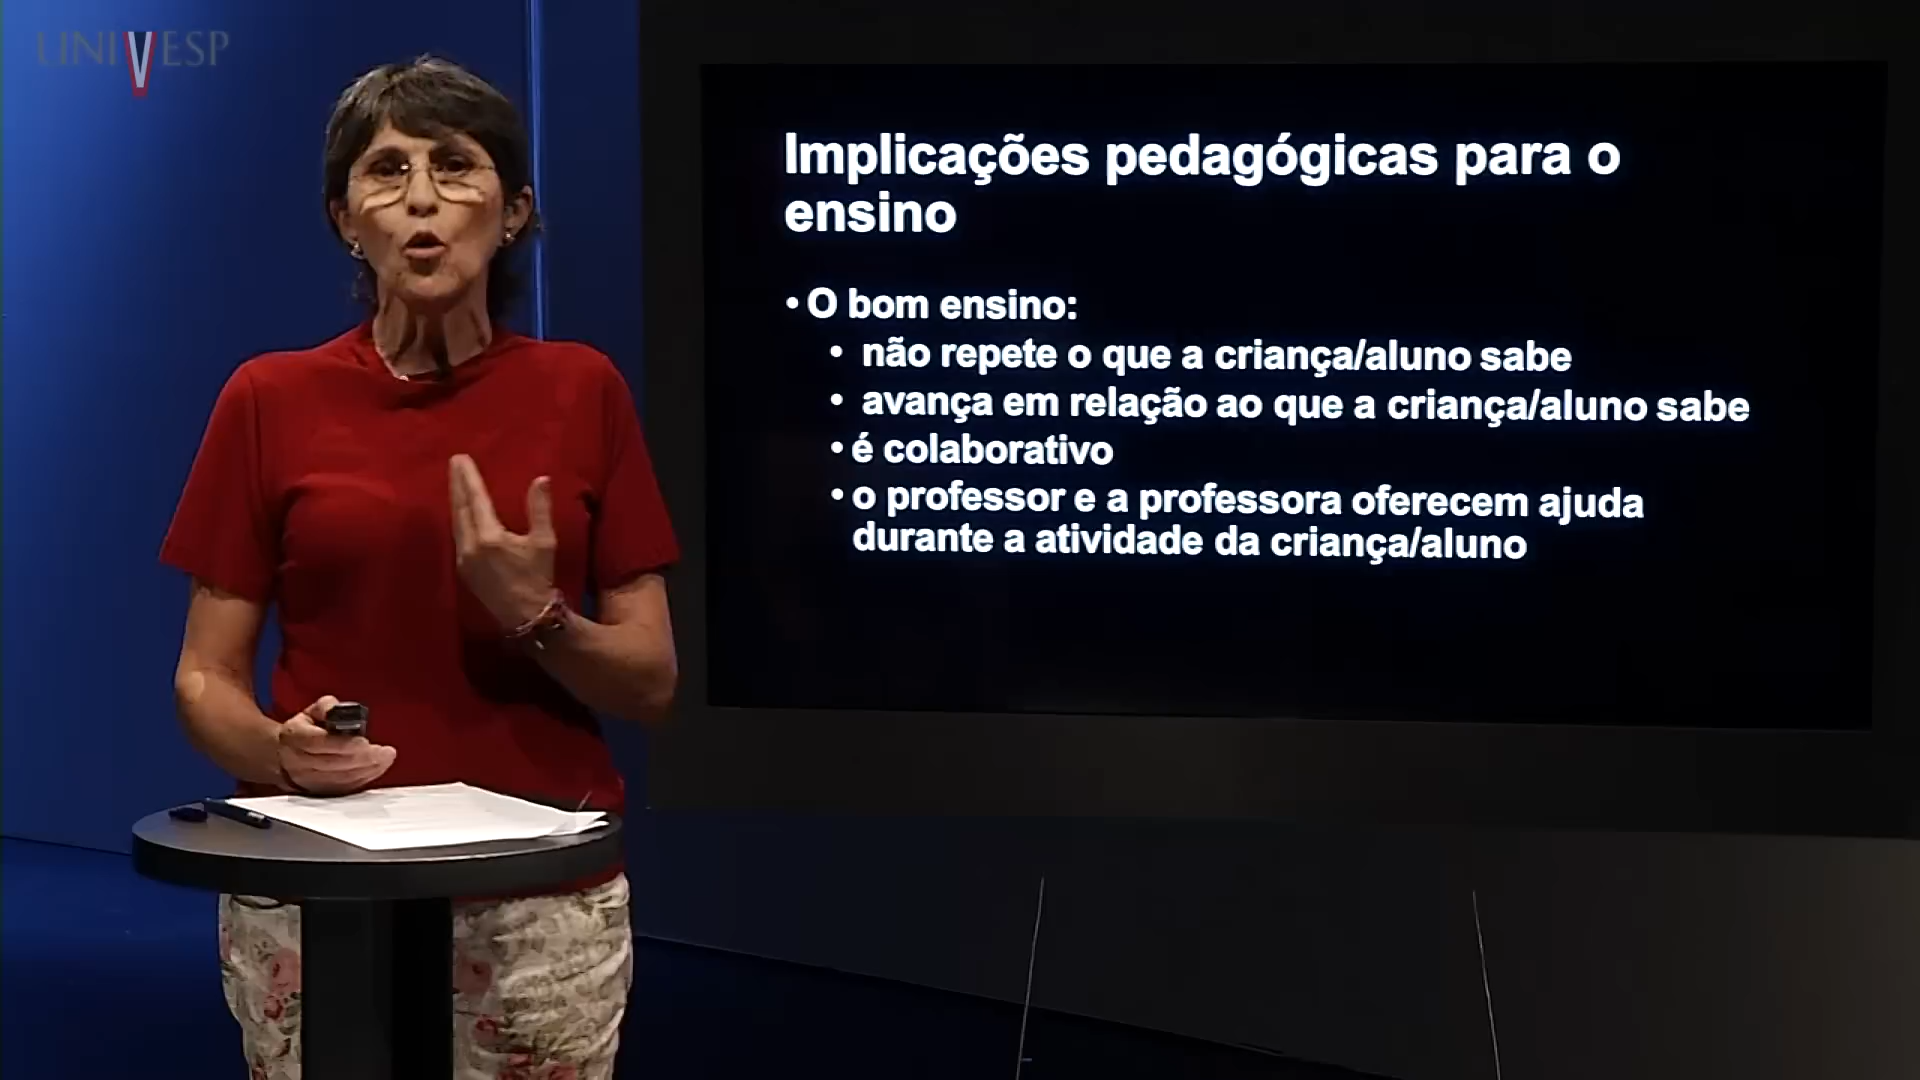 UNIVESP
Implicações pedagógicas para o
ensino
• O bom ensino:
• não repete o que a criança/aluno sabe
• avança em relação ao que a criança/aluno sabe
• é colaborativo
• o professor e a professora oferecem ajuda
durante a atividade da criança/aluno